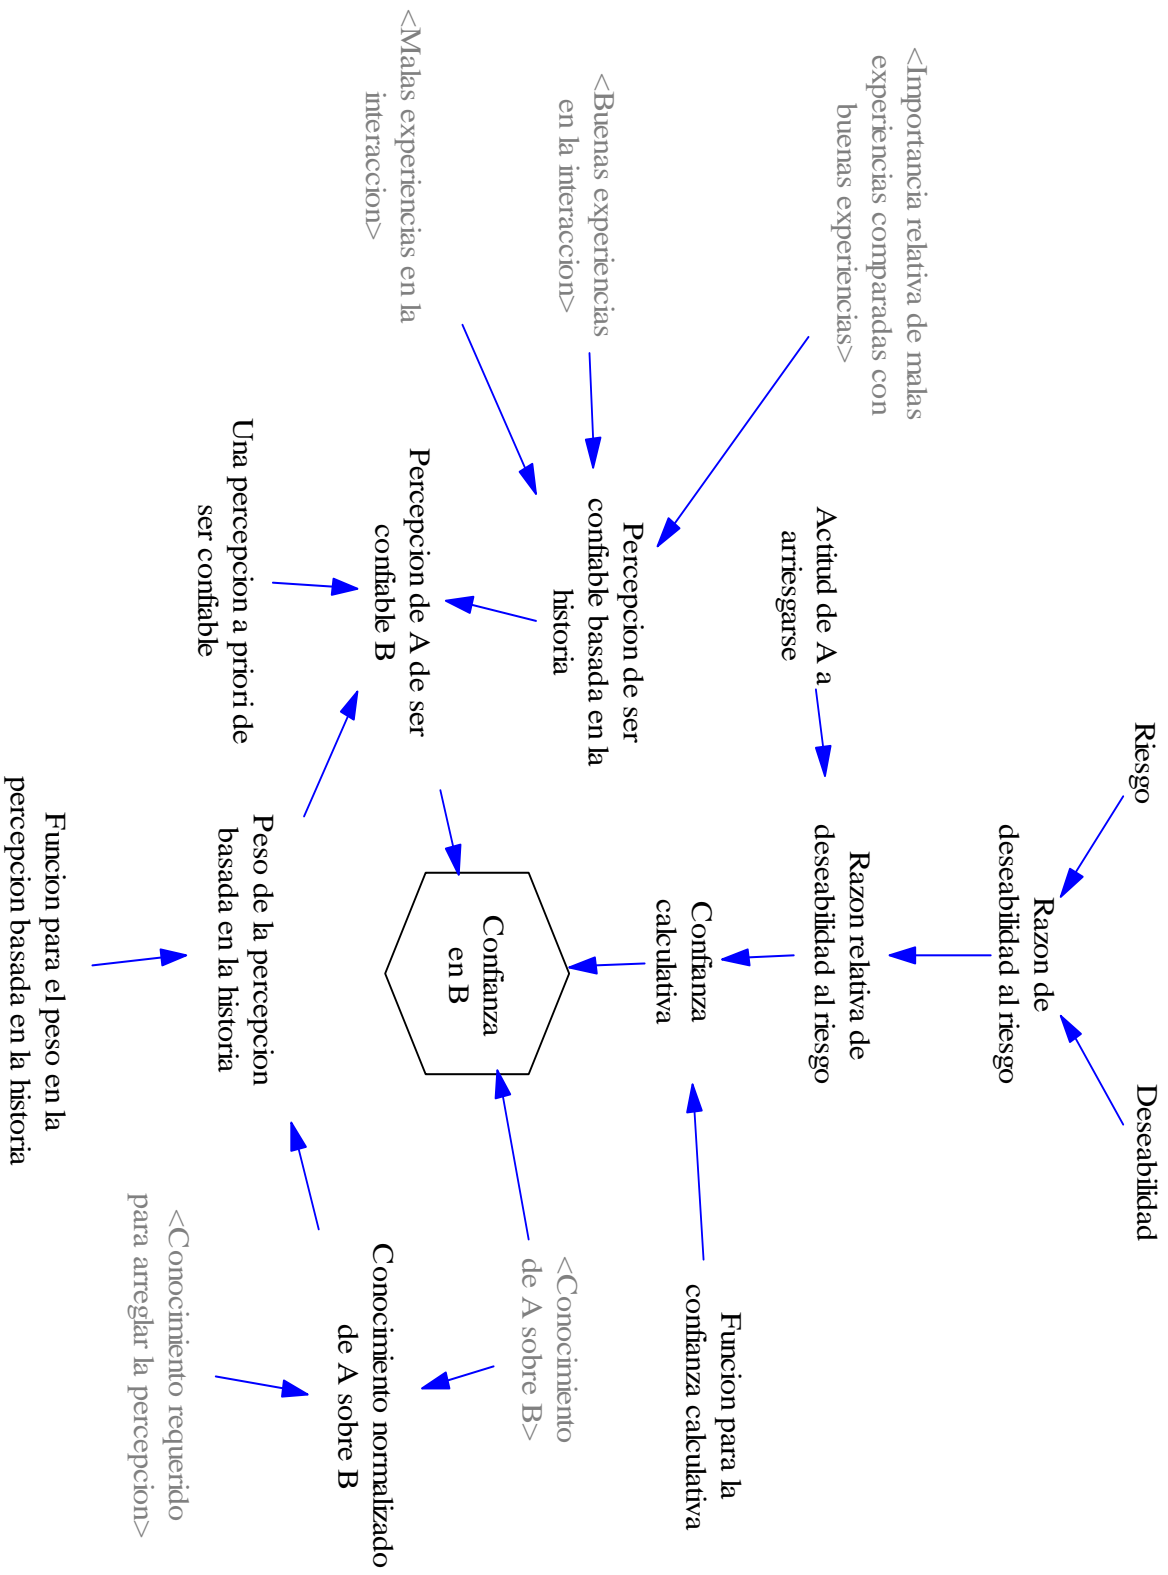 Riesgo
Deseabilidad
Razon de
deseabilidad al riesgo
<Importancia relativa de malas
experiencias comparadas con
buenas experiencias>
Actitud de A a
arriesgarse
Razon relativa de
deseabilidad al riesgo
Funcion para la
confianza calculativa
Confianza
calculativa
<Buenas experiencias
en la interaccion>
Percepcion de ser
confiable basada en la
historia
<Conocimiento
de A sobre B>
Confianza
en B
<Malas experiencias en la
interaccion>
Percepcion de A de ser
confiable B
Conocimiento normalizado
de A sobre B
Una percepcion a priori de
ser confiable
Peso de la percepcion
basada en la historia
<Conocimiento requerido
para arreglar la percepcion>
Funcion para el peso en la
percepcion basada en la historia